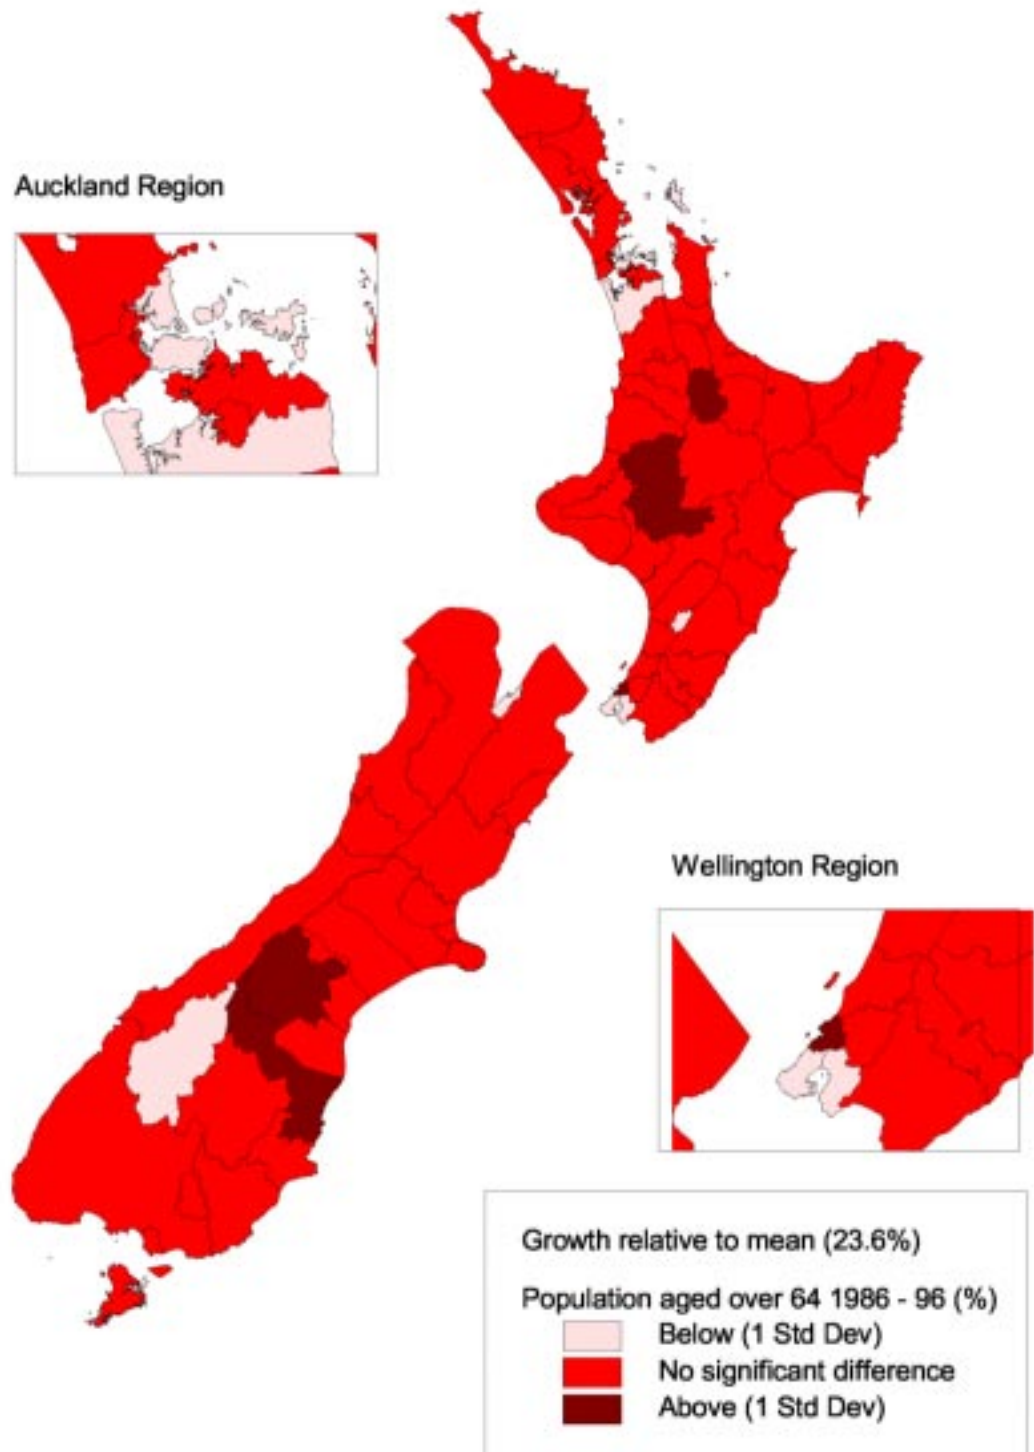 Auckland Region
Wellington Region
Growth relative to mean (23.6%)
Population aged over 64 1986 - 96 (%)
Below (1 Std Dev)
No significant difference
Above (1 Std Dev)